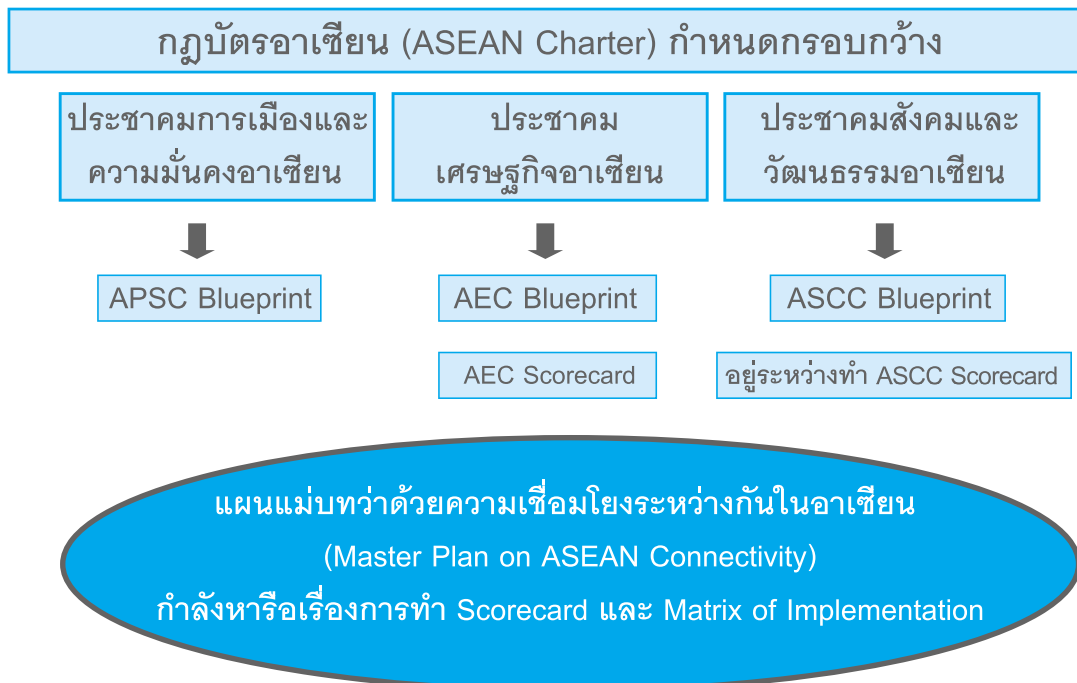 กฎบัตรอาเซียน (ASEAN Charter) กำหนดกรอบกว้าง
ประชาคมการเมืองและ
ความมั่นคงอาเซียน
ประชาคม
เศรษฐกิจอาเซียน
ประชาคมสังคมและ
วัฒนธรรมอาเซียน
APSC Blueprint
AEC Blueprint
ASCC Blueprint
AEC Scorecard
อยู่ระหว่างทำ ASCC Scorecard
แผนแม่บทว่าด้วยความเชื่อมโยงระหว่างกันในอาเซียน
(Master Plan on ASEAN Connectivity)
กำลังหารือเรื่องการทำ Scorecard และ Matrix of Implementation